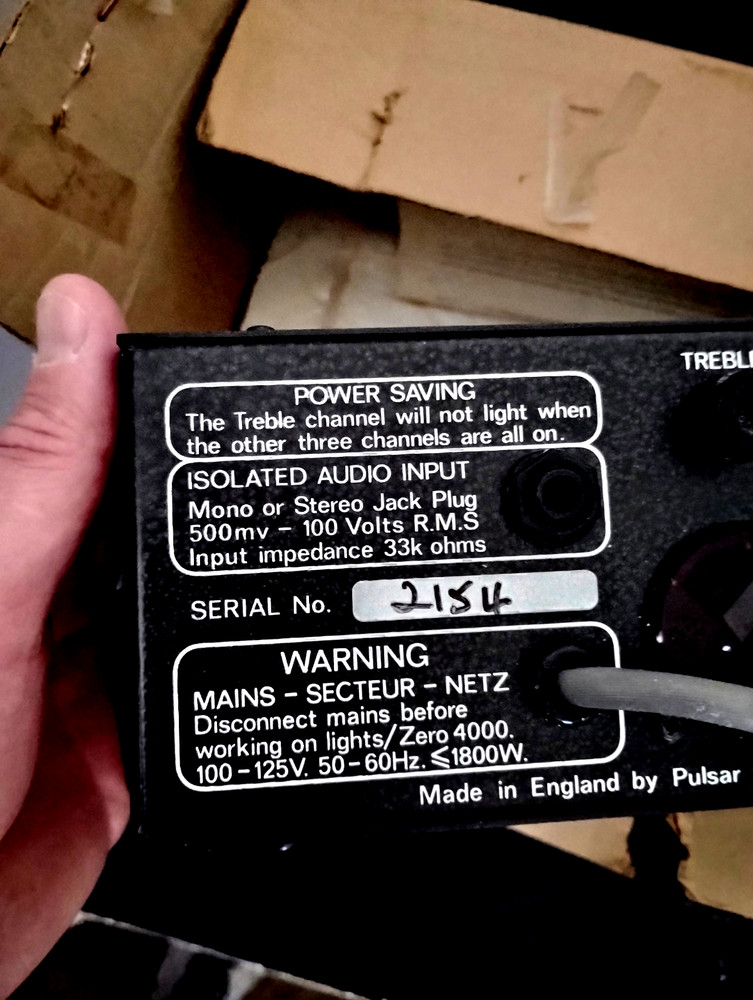 TREBLE
POWER SAVING
The Treble channel will not light when
the other three channels are all on.
ISOLATED AUDIO INPUT
Mono or Stereo Jack Plug
500mv – 100 Volts R.M.S
Input impedance 33k ohms
SERIAL No. 2154
WARNING
MAINS – SECTEUR – NETZ
Disconnect mains before
working on lights/Zero 4000.
100–125V. 50–60Hz. ≤1800W.
Made in England by Pulsar